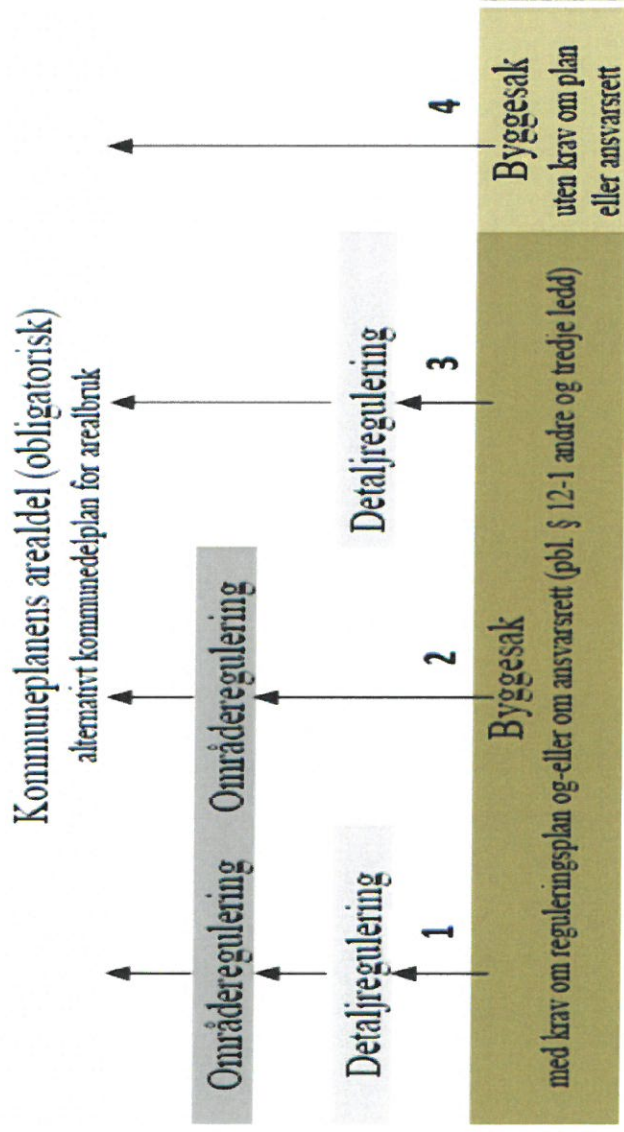 Kommuneplanens arealdel (obligatorisk)
alternativt kommunedelplan for arealbruk
Områderegulering
Områderegulering
Detaljregulering
Detaljregulering
1
2
3
4
Byggesak
med krav om reguleringsplan og-eller om ansvarsrett (pbl. § 12-1 andre og tredje ledd)
Byggesak
uten krav om plan
eller ansvarsrett